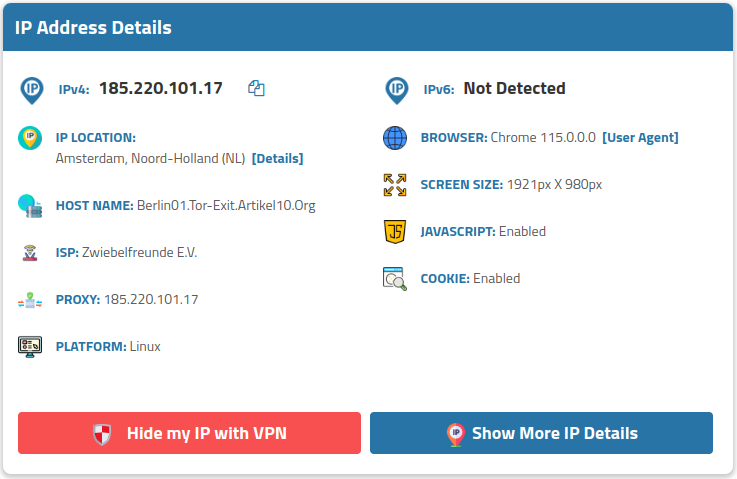 IP Address Details
IP IPv4: 185.220.101.17
IP IPv6: Not Detected
IP IP LOCATION:
Amsterdam, Noord-Holland (NL) [Details]
HOST NAME: Berlin01.Tor-Exit.Artikel10.Org
ISP: Zwiebelfreunde E.V.
PROXY: 185.220.101.17
PLATFORM: Linux
BROWSER: Chrome 115.0.0.0 [User Agent]
SCREEN SIZE: 1921px X 980px
JS JAVASCRIPT: Enabled
COOKIE: Enabled
Hide my IP with VPN
IP Show More IP Details